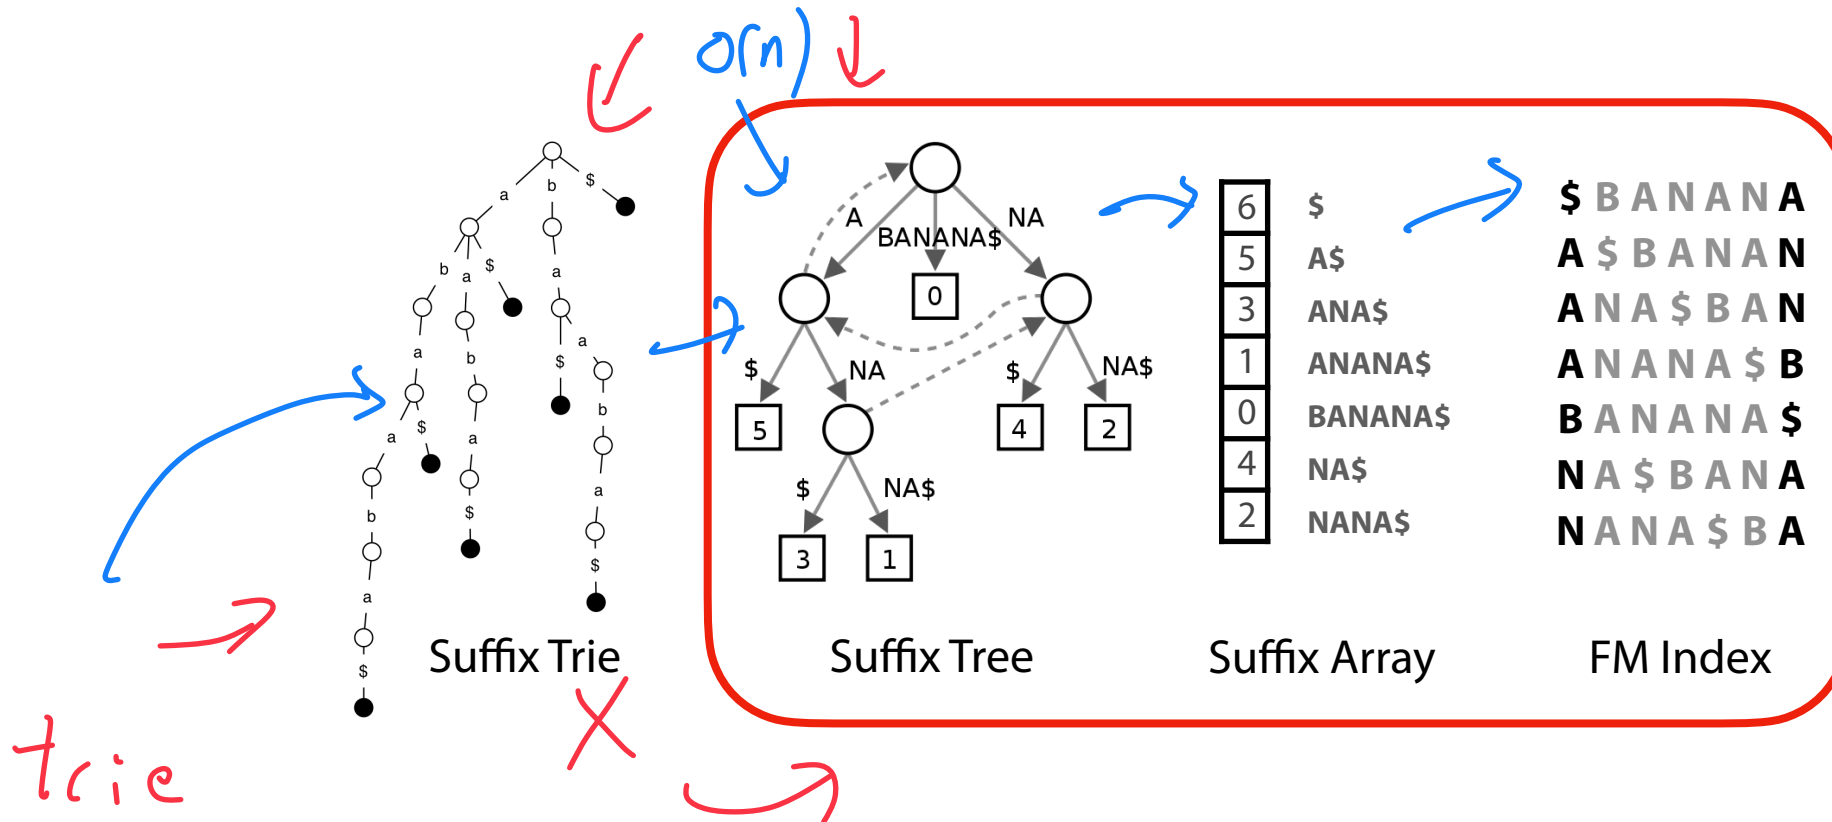 O(n)
a b $
b a $
a b $
a a
a $ b a $ b
b $ a
a $
$
A BANANA$ NA
0
$ NA $ NA$
5 4 2
$ NA$
3 1
6 $
5 A$
3 ANA$
1 ANANA$
0 BANANA$
4 NA$
2 NANA$
$ B A N A N A
A $ B A N A N
A N A $ B A N
A N A N A $ B
B A N A N A $
N A $ B A N A
N A N A $ B A
Suffix Trie
Suffix Tree
Suffix Array
FM Index
X
trie